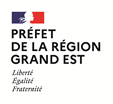 PRÉFET
DE LA RÉGION
GRAND EST
Liberté
Égalité
Fraternité